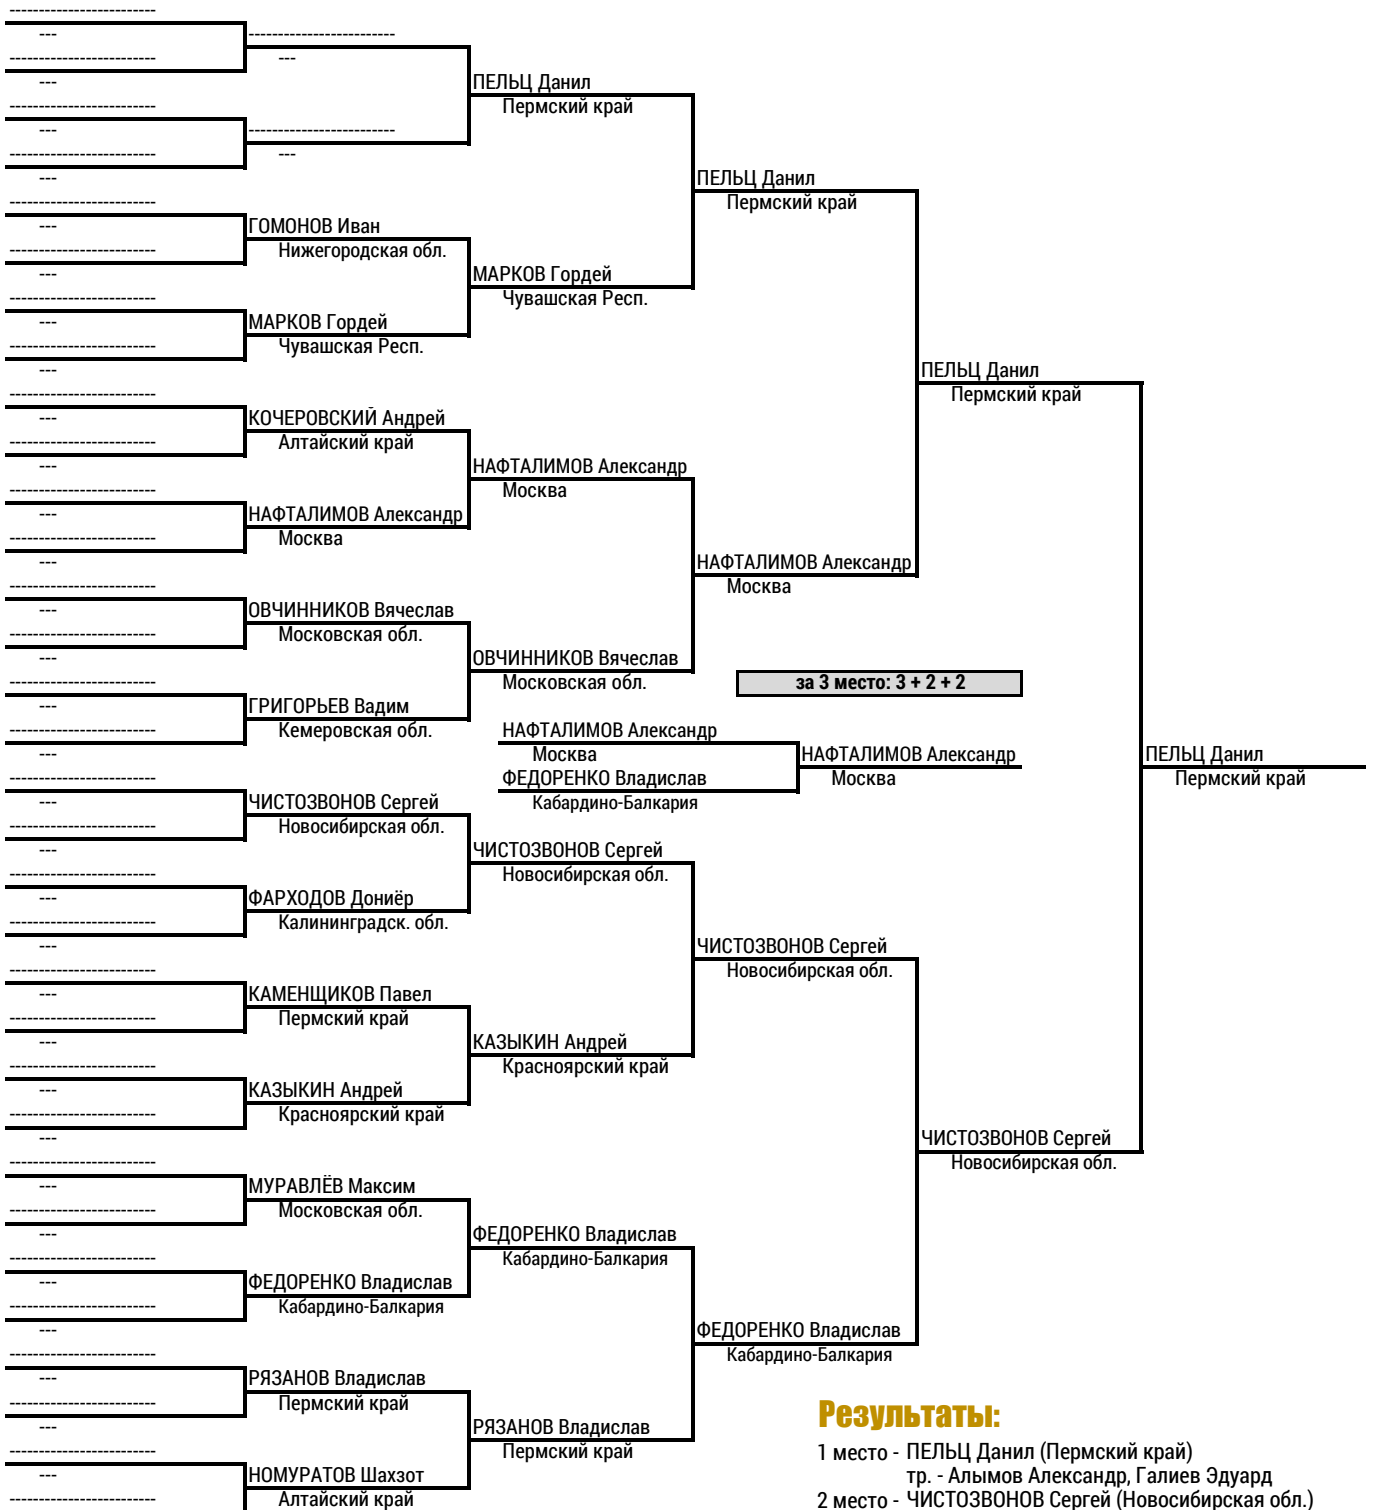 -------------------------
---
-------------------------
-------------------------
---
---
ПЕЛЬЦ Данил
-------------------------
Пермский край
---
-------------------------
-------------------------
---
---
ПЕЛЬЦ Данил
-------------------------
Пермский край
---
ГОМОНОВ Иван
-------------------------
Нижегородская обл.
---
МАРКОВ Гордей
-------------------------
Чувашская Респ.
---
МАРКОВ Гордей
-------------------------
Чувашская Респ.
---
ПЕЛЬЦ Данил
-------------------------
Пермский край
---
КОЧЕРОВСКИЙ Андрей
-------------------------
Алтайский край
---
НАФТАЛИМОВ Александр
-------------------------
Москва
---
НАФТАЛИМОВ Александр
-------------------------
Москва
---
НАФТАЛИМОВ Александр
-------------------------
Москва
---
ОВЧИННИКОВ Вячеслав
-------------------------
Московская обл.
---
ОВЧИННИКОВ Вячеслав
-------------------------
Московская обл.
за 3 место: 3 + 2 + 2
---
ГРИГОРЬЕВ Вадим
-------------------------
Кемеровская обл.
НАФТАЛИМОВ Александр
---
Москва
НАФТАЛИМОВ Александр
ПЕЛЬЦ Данил
-------------------------
ФЕДОРЕНКО Владислав
Москва
Пермский край
---
ЧИСТОЗВОНОВ Сергей
Кабардино-Балкария
-------------------------
Новосибирская обл.
---
ЧИСТОЗВОНОВ Сергей
-------------------------
Новосибирская обл.
---
ФАРХОДОВ Дониёр
-------------------------
Калининградск. обл.
---
ЧИСТОЗВОНОВ Сергей
-------------------------
Новосибирская обл.
---
КАМЕНЩИКОВ Павел
-------------------------
Пермский край
---
КАЗЫКИН Андрей
-------------------------
Красноярский край
---
КАЗЫКИН Андрей
-------------------------
Красноярский край
---
ЧИСТОЗВОНОВ Сергей
-------------------------
Новосибирская обл.
---
МУРАВЛЁВ Максим
-------------------------
Московская обл.
---
ФЕДОРЕНКО Владислав
-------------------------
Кабардино-Балкария
---
ФЕДОРЕНКО Владислав
-------------------------
Кабардино-Балкария
---
ФЕДОРЕНКО Владислав
-------------------------
Кабардино-Балкария
---
РЯЗАНОВ Владислав
-------------------------
Пермский край
Результаты:
---
РЯЗАНОВ Владислав
-------------------------
Пермский край
1 место - ПЕЛЬЦ Данил (Пермский край)
---
НОМУРАТОВ Шахзот
тр. - Алымов Александр, Галиев Эдуард
-------------------------
Алтайский край
2 место - ЧИСТОЗВОНОВ Сергей (Новосибирская обл.)